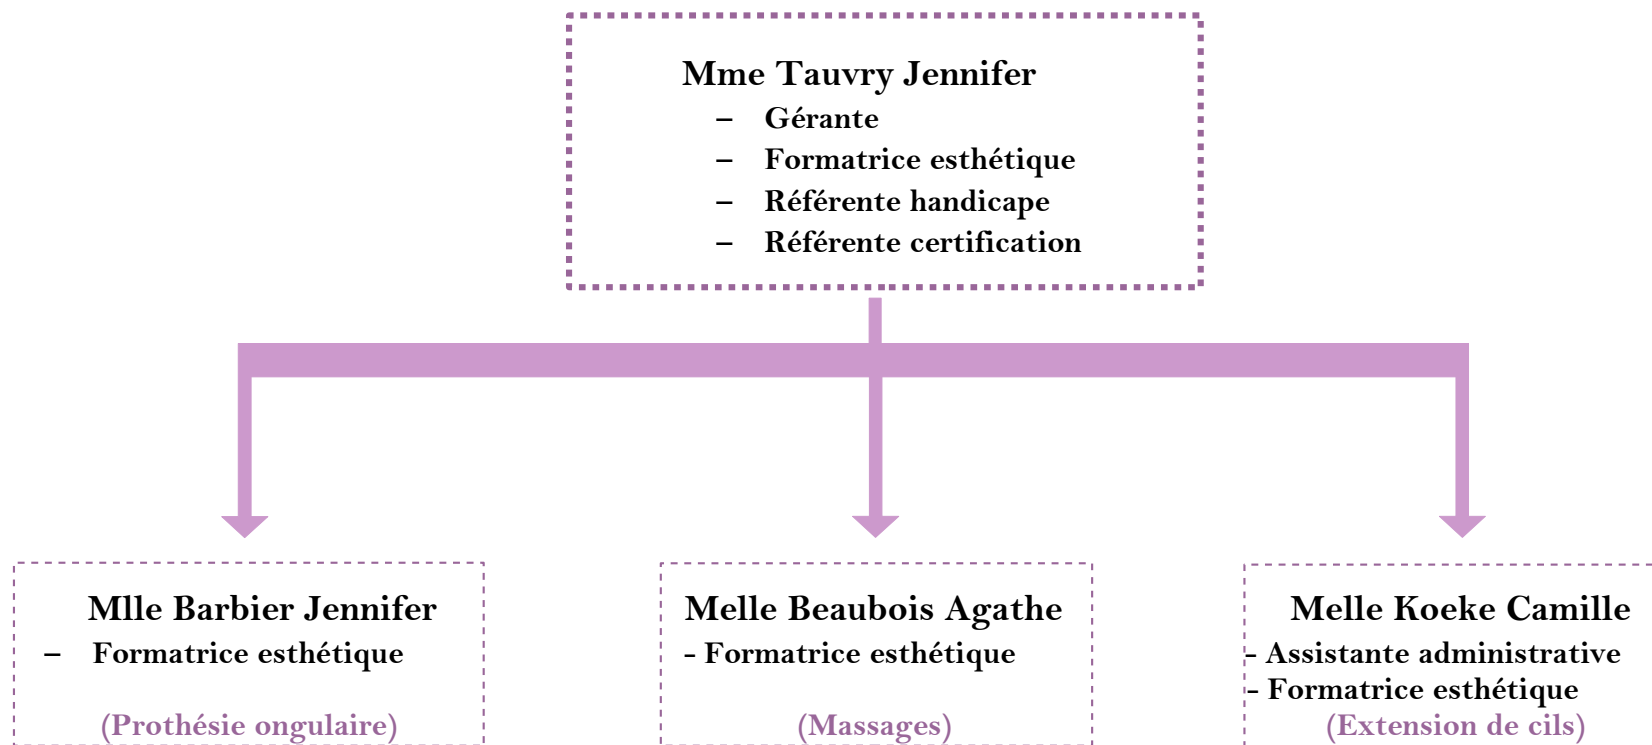 Mme Tauvry Jennifer
– Gérante
– Formatrice esthétique
– Référente handicape
– Référente certification
Mlle Barbier Jennifer
– Formatrice esthétique
(Prothésie ongulaire)
Melle Beaubois Agathe
- Formatrice esthétique
(Massages)
Melle Koeke Camille
- Assistante administrative
- Formatrice esthétique
(Extension de cils)